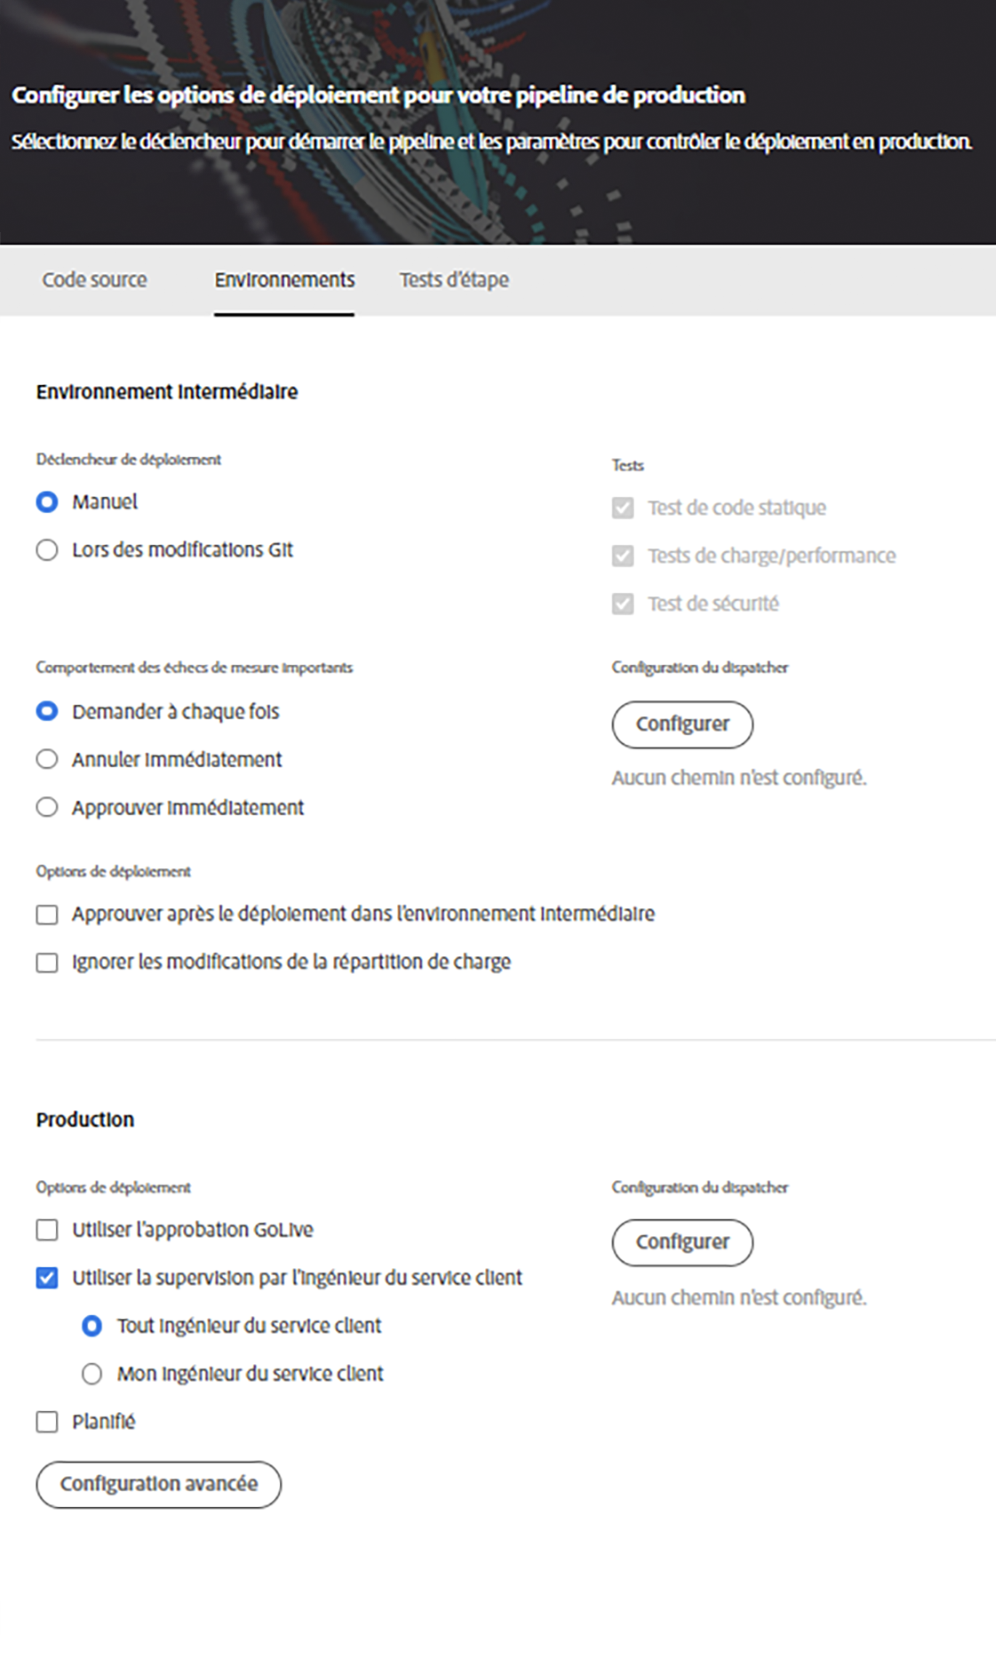 Configurer les options de déploiement pour votre pipeline de production
Sélectionnez le déclencheur pour démarrer le pipeline et les paramètres pour contrôler le déploiement en production.
Code source
Environnements
Tests d'étape
Environnement intermédiaire
Déclencheur de déploiement
Manuel
Lors des modifications Git
Tests
Test de code statique
Tests de charge/performance
Test de sécurité
Comportement des échecs de mesure importants
Demander à chaque fois
Annuler immédiatement
Approuver immédiatement
Configuration du dispatcher
Configurer
Aucun chemin n'est configuré.
Options de déploiement
Approuver après le déploiement dans l'environnement intermédiaire
Ignorer les modifications de la répartition de charge
Production
Options de déploiement
Utiliser l'approbation GoLive
Utiliser la supervision par l'ingénieur du service client
Tout ingénieur du service client
Mon ingénieur du service client
Planifié
Configuration avancée
Configuration du dispatcher
Configurer
Aucun chemin n'est configuré.